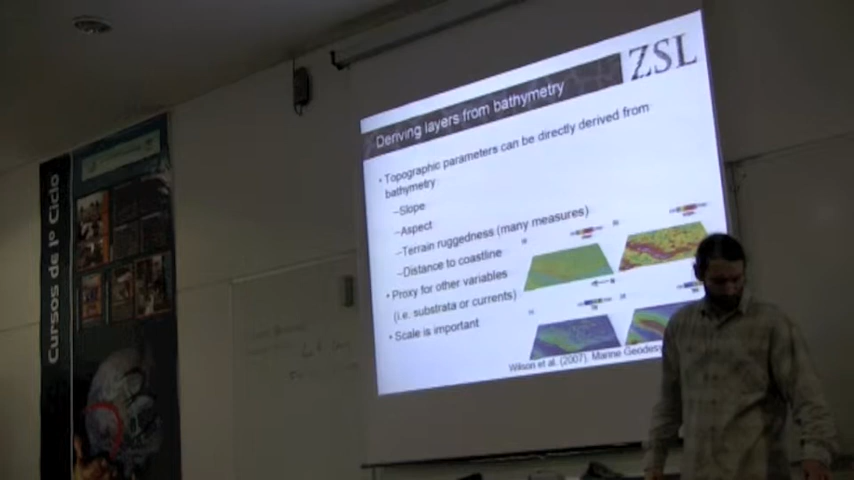 Cursos de 1º Ciclo
ZSL
Deriving layers from bathymetry
• Topographic parameters can be directly derived from
bathymetry
–Slope
–Aspect
–Terrain ruggedness (many measures)
–Distance to coastline
• Proxy for other variables
(i.e. substrata or currents)
• Scale is important
Wilson et al. (2007). Marine Geodes